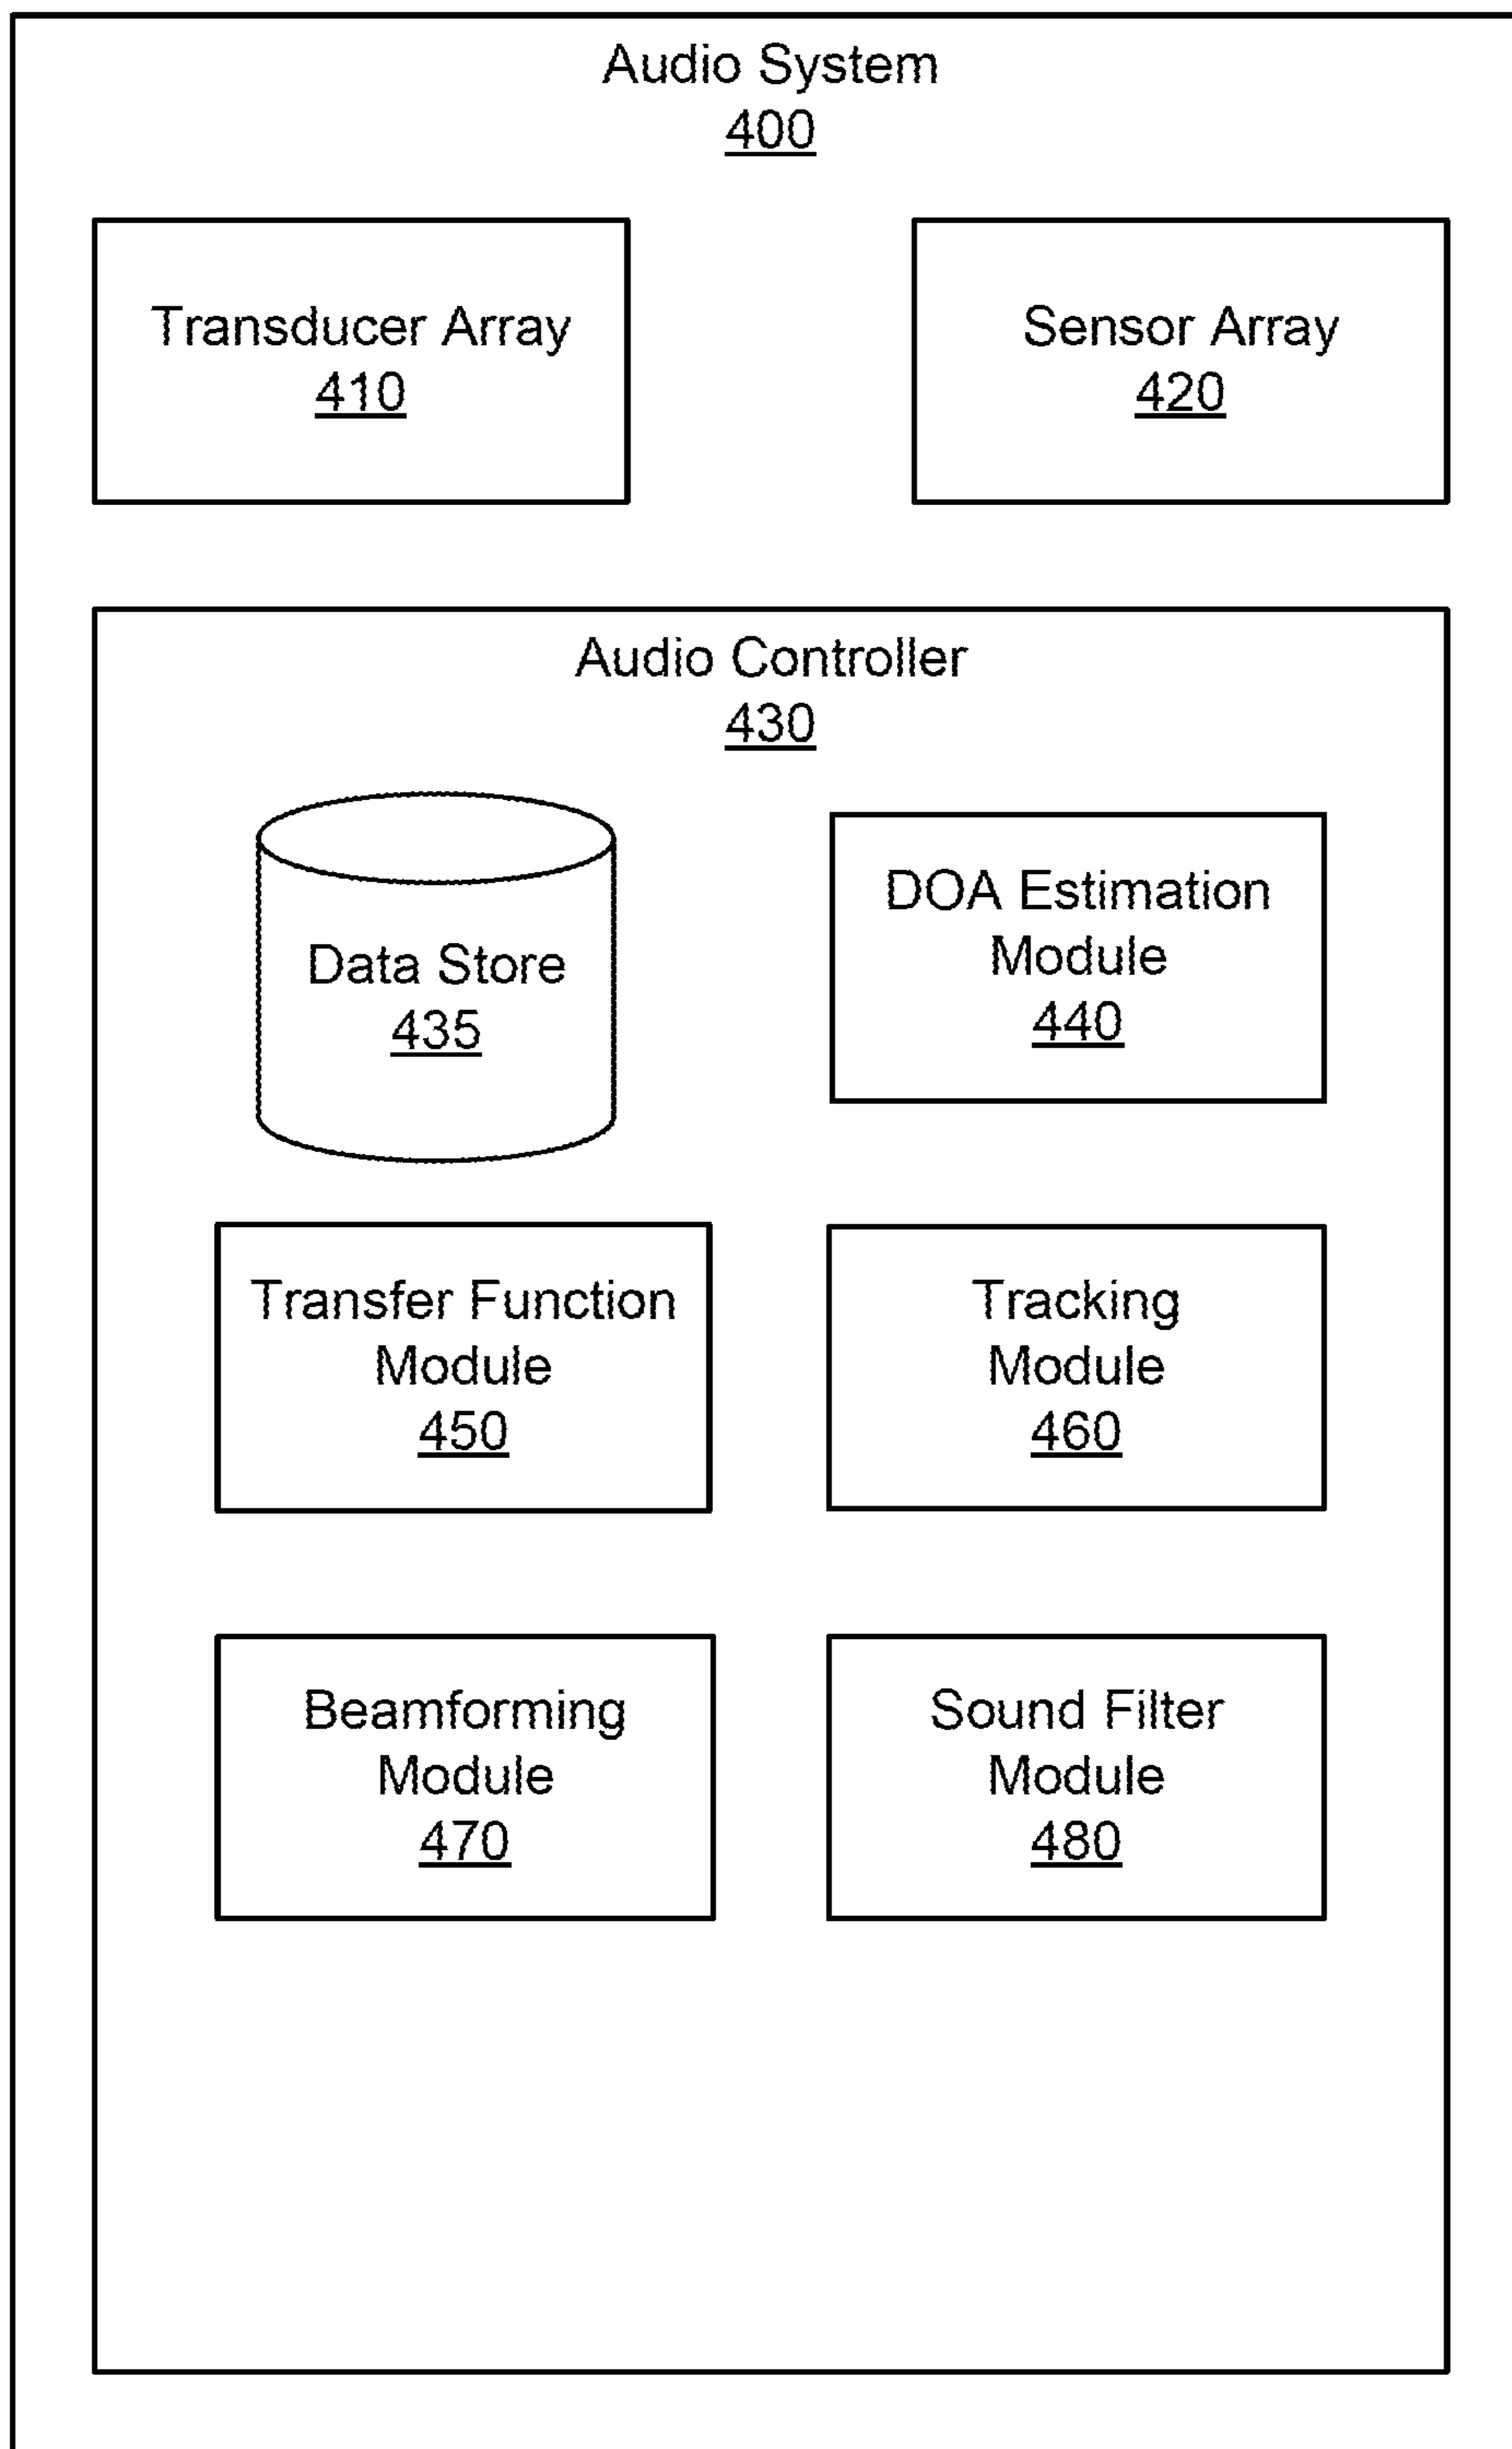 Audio System
400
Transducer Array
410
Sensor Array
420
Audio Controller
430
Data Store
435
DOA Estimation
Module
440
Transfer Function
Module
450
Tracking
Module
460
Beamforming
Module
470
Sound Filter
Module
480